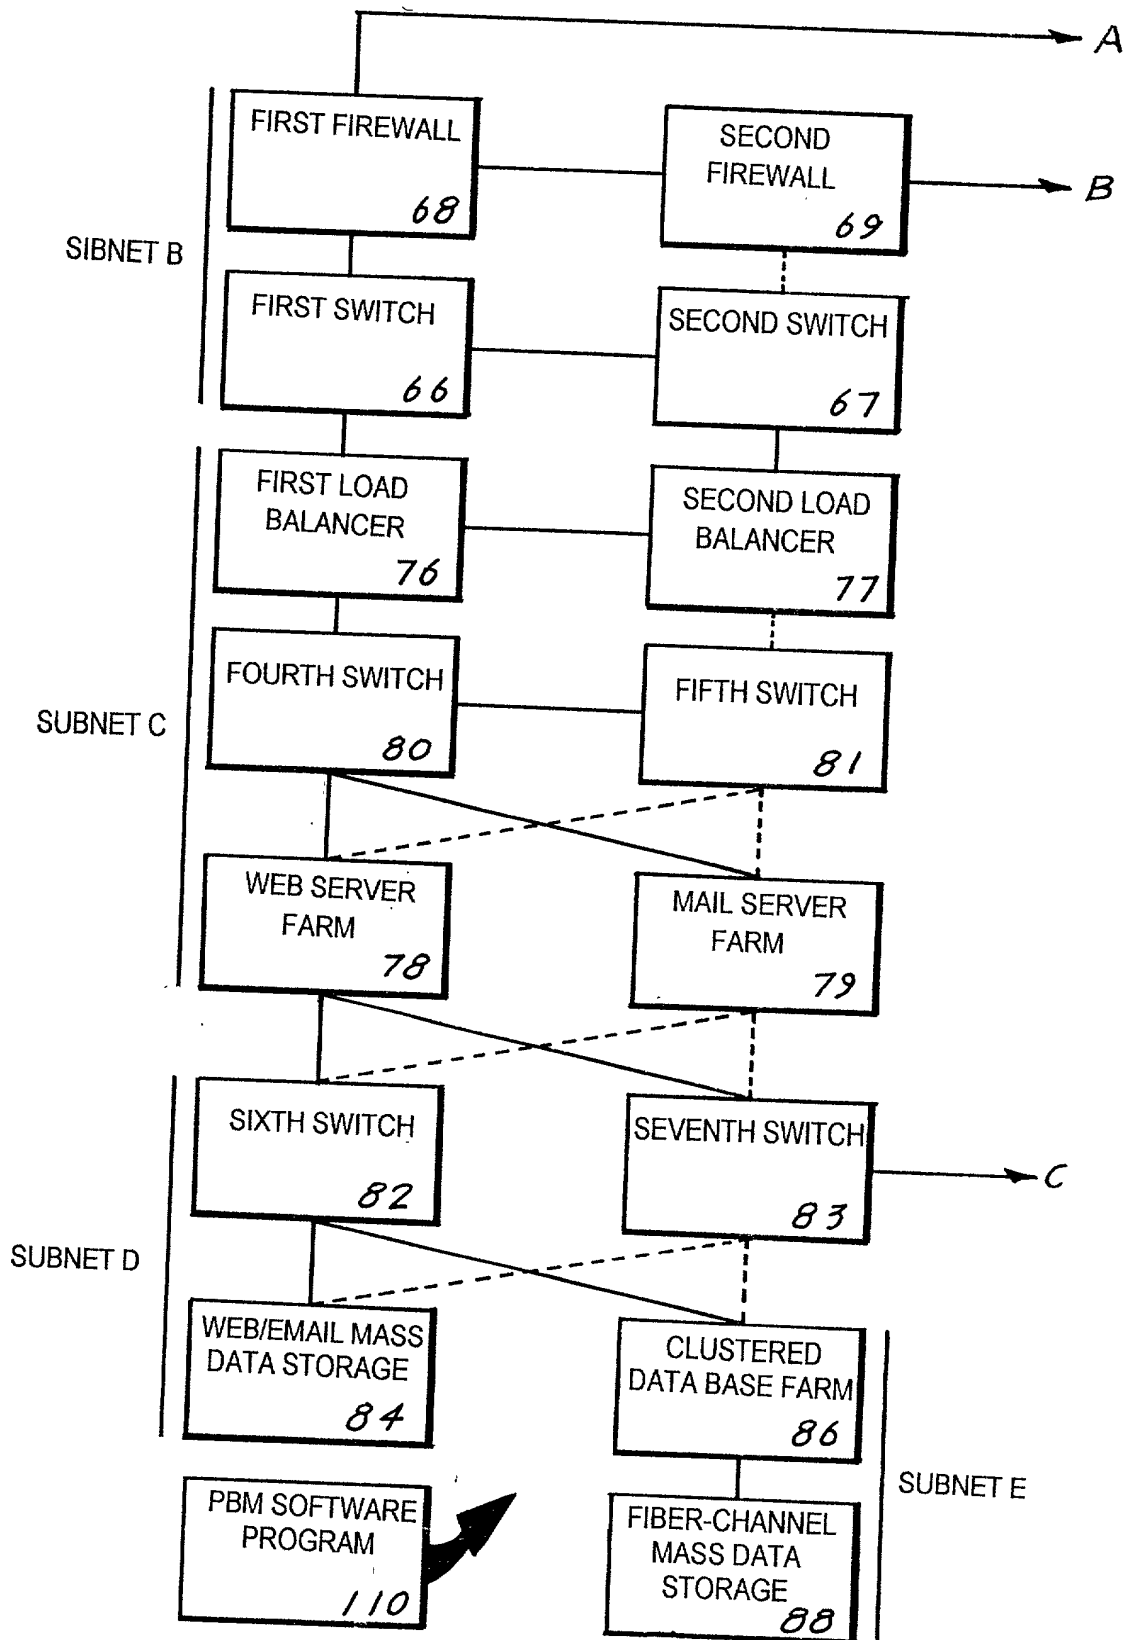 A
FIRST FIREWALL
68
SECOND
FIREWALL
69
B
SIBNET B
FIRST SWITCH
66
SECOND SWITCH
67
FIRST LOAD
BALANCER
76
SECOND LOAD
BALANCER
77
SUBNET C
FOURTH SWITCH
80
FIFTH SWITCH
81
WEB SERVER
FARM
78
MAIL SERVER
FARM
79
SIXTH SWITCH
82
SEVENTH SWITCH
83
C
SUBNET D
WEB/EMAIL MASS
DATA STORAGE
84
CLUSTERED
DATA BASE FARM
86
SUBNET E
PBM SOFTWARE
PROGRAM
110
FIBER-CHANNEL
MASS DATA
STORAGE
88